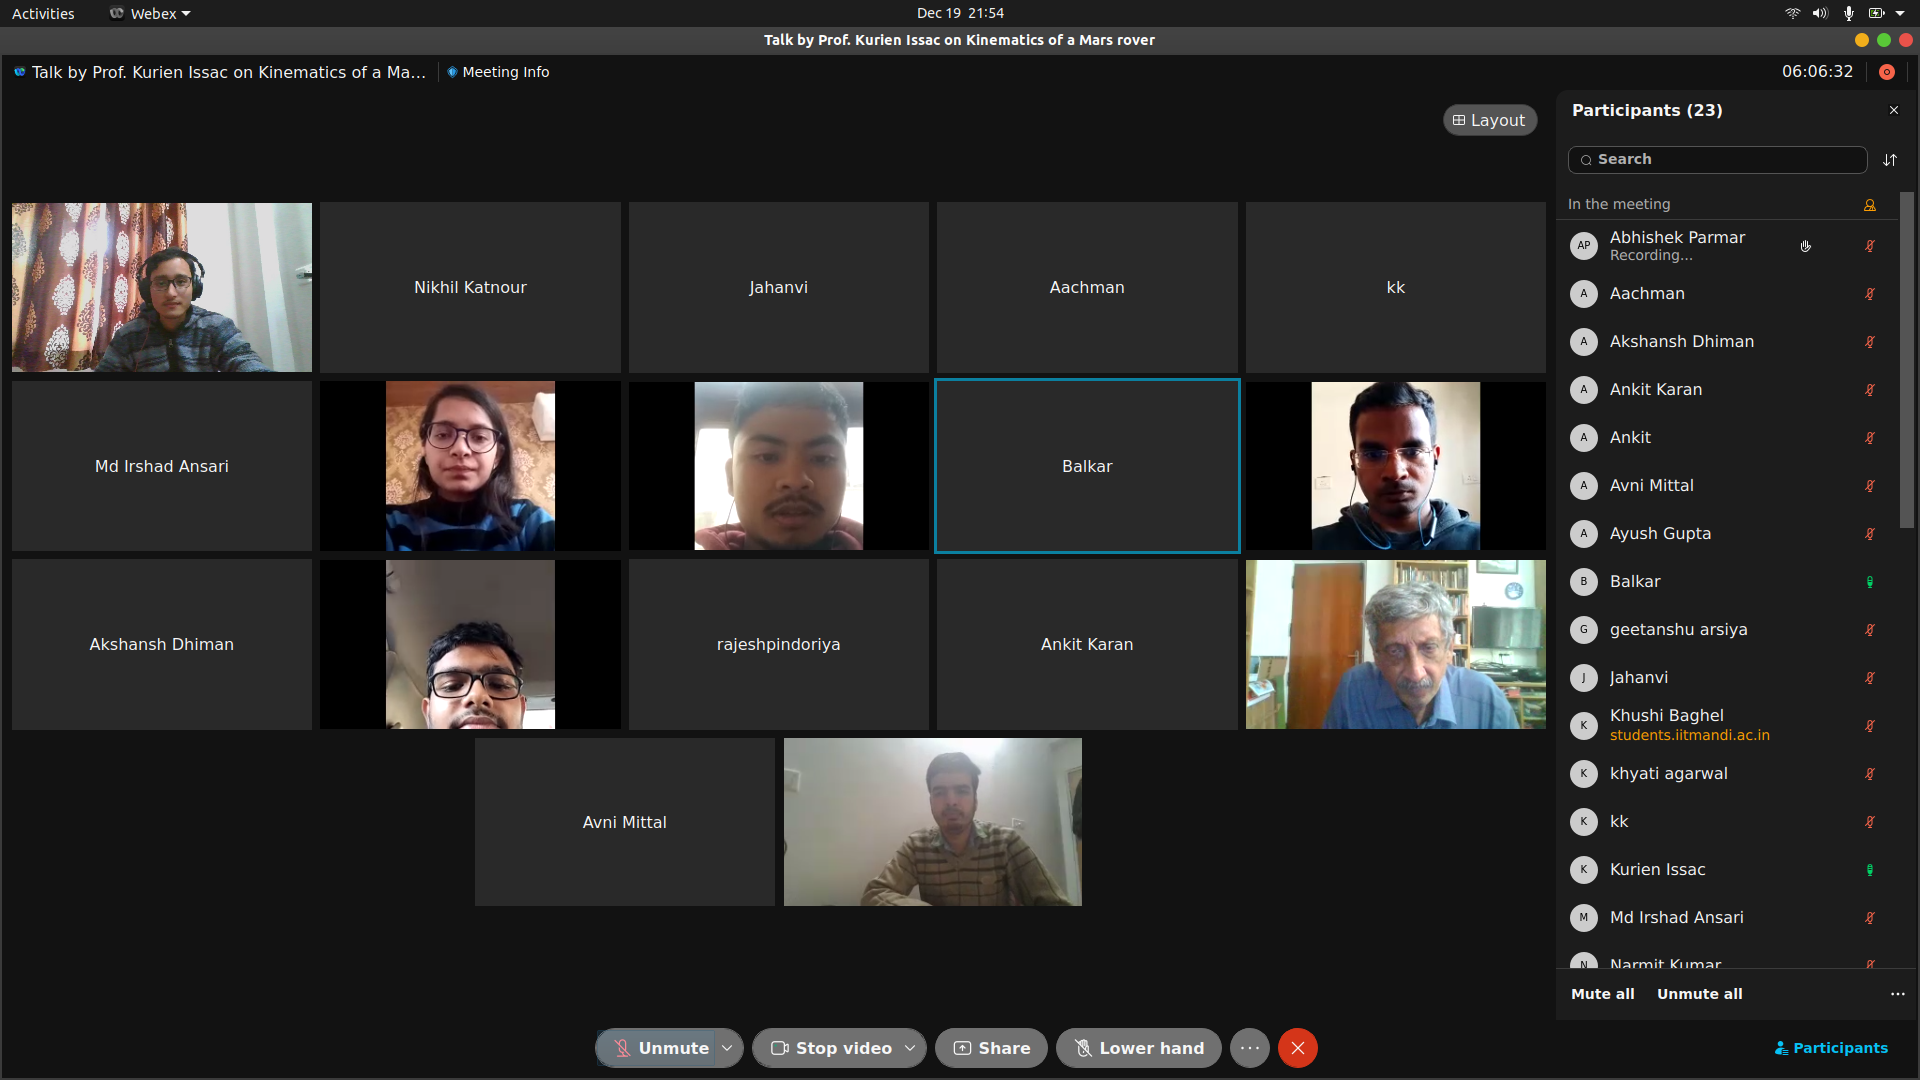 Activities
Webex
Dec 19 21:54
Talk by Prof. Kurien Issac on Kinematics of a Mars rover
Talk by Prof. Kurien Issac on Kinematics of a Ma...
Meeting Info
06:06:32
Layout
Nikhil Katnour
Jahanvi
Aachman
kk
Md Irshad Ansari
Balkar
Akshansh Dhiman
rajeshpindoriya
Ankit Karan
Avni Mittal
Participants (23)
Search
In the meeting
AP Abhishek Parmar
Recording...
A Aachman
A Akshansh Dhiman
A Ankit Karan
A Ankit
A Avni Mittal
A Ayush Gupta
B Balkar
G geetanshu arsiya
J Jahanvi
K Khushi Baghel
students.iitmandi.ac.in
K khyati agarwal
K kk
K Kurien Issac
M Md Irshad Ansari
N Narmit Kumar
Mute all Unmute all ...
Unmute
Stop video
Share
Lower hand
Participants